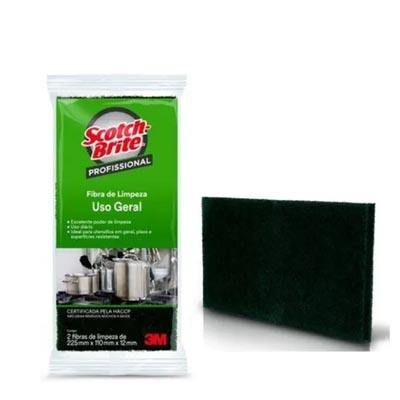 Scotch-
Brite
PROFISSIONAL
Fibra de Limpeza
Uso Geral
• Excelente poder de limpeza
• Uso diário
• Ideal para utensílios em geral, pisos e
superfícies resistentes
CERTIFICADA PELA HACCP
2 fibras de limpeza de
225mm x 110mm x 12mm
3M